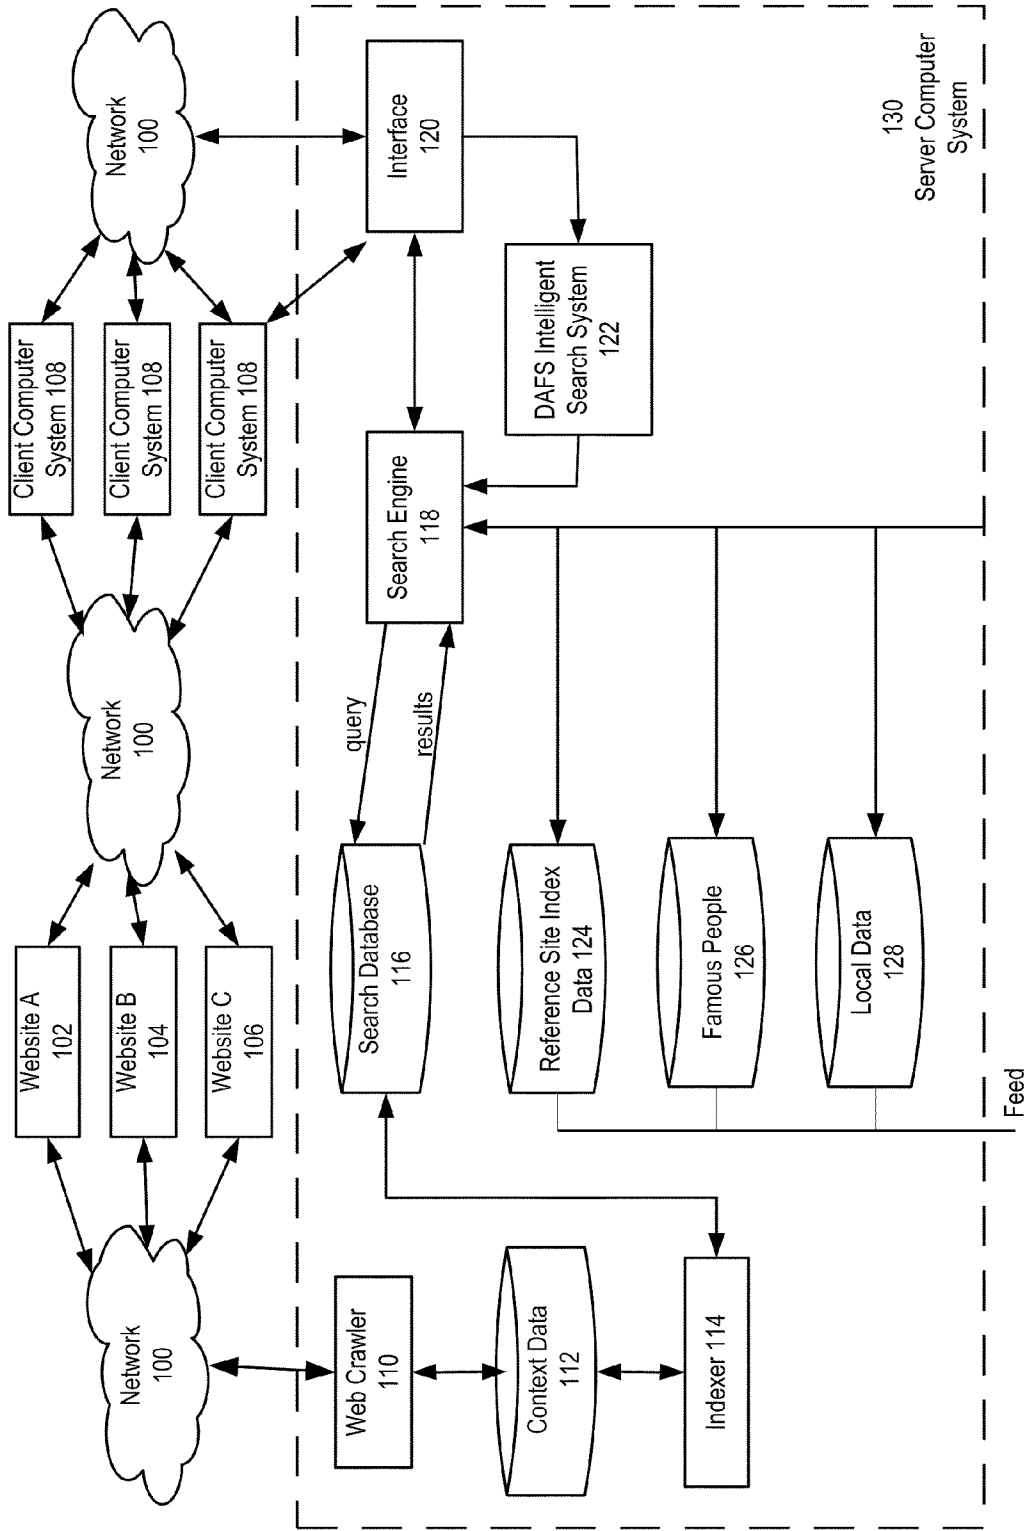 Network
100
Website A
102
Website B
104
Website C
106
Network
100
Client Computer
System 108
Client Computer
System 108
Client Computer
System 108
Network
100
Web Crawler
110
Context Data
112
Indexer 114
Search Database
116
query
results
Search Engine
118
Interface
120
DAFS Intelligent
Search System
122
Reference Site Index
Data 124
Famous People
126
Local Data
128
Feed
130
Server Computer
System